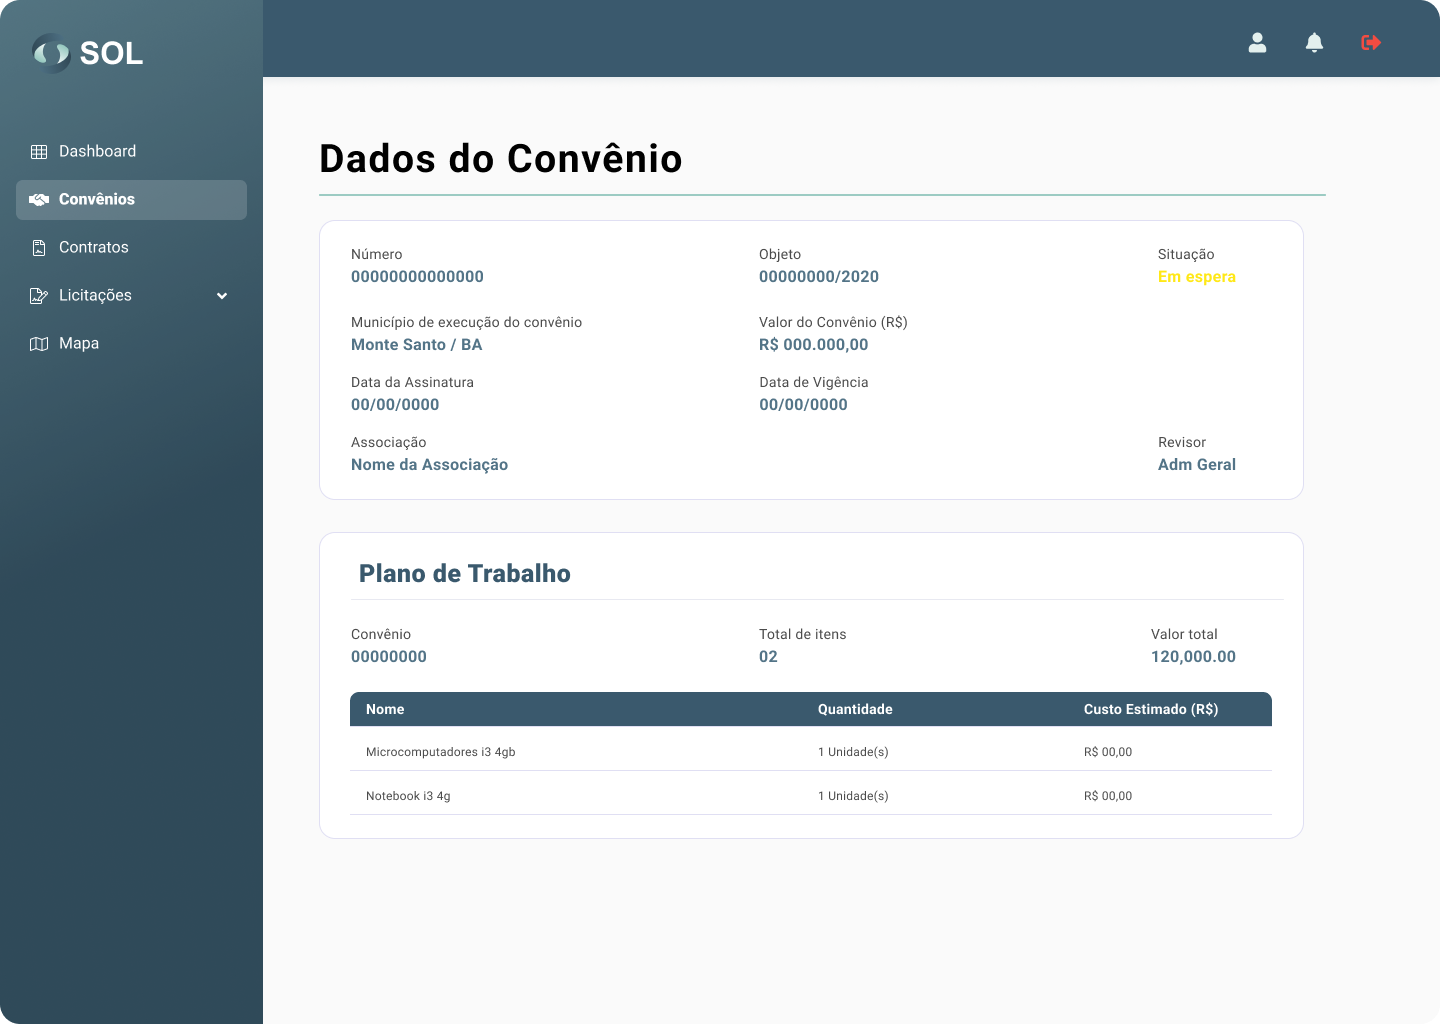 SOL
Dashboard
Convênios
Contratos
Licitações
Mapa
Dados do Convênio
Número
00000000000000
Objeto
00000000/2020
Situação
Em espera
Município de execução do convênio
Monte Santo / BA
Valor do Convênio (R$)
R$ 000.000,00
Data da Assinatura
00/00/0000
Data de Vigência
00/00/0000
Associação
Nome da Associação
Revisor
Adm Geral
Plano de Trabalho
Convênio
00000000
Total de itens
02
Valor total
120,000.00
Nome Quantidade Custo Estimado (R$)
Microcomputadores i3 4gb 1 Unidade(s) R$ 00,00
Notebook i3 4g 1 Unidade(s) R$ 00,00